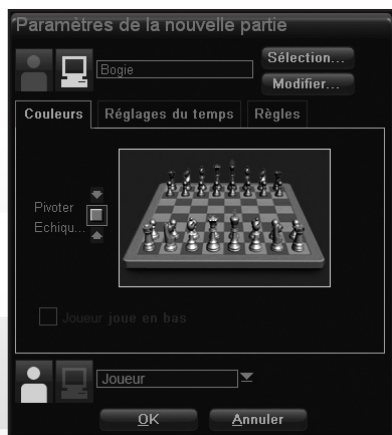 Paramètres de la nouvelle partie
Bogie
Sélection...
Modifier...
Couleurs Réglages du temps Règles
Pivoter
Echiqu...
Joueur joue en bas
Joueur
OK Annuler